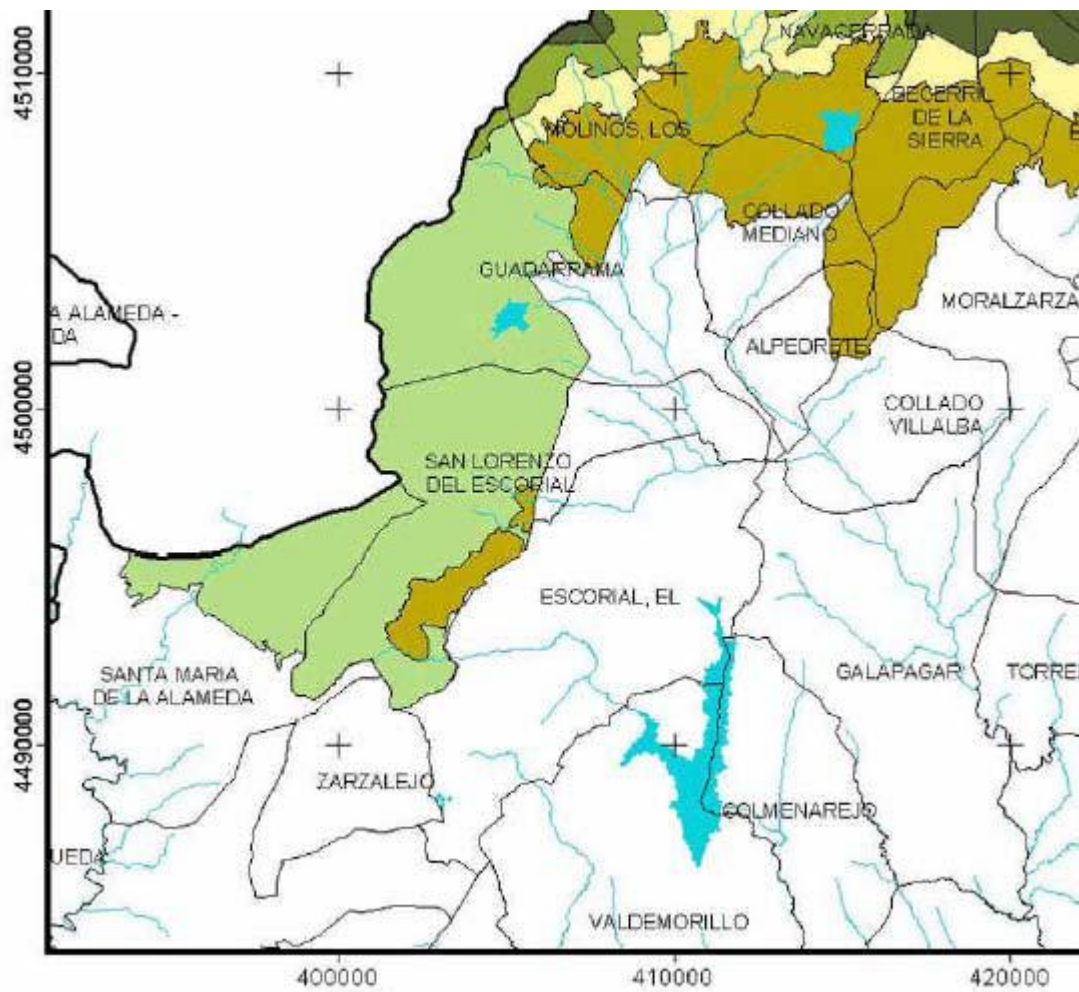 NAVACERRADA
4510000
BECERRIL
DE LA
SIERRA
MOLINOS, LOS
E
COLLADO
MEDIANO
GUADARRAMA
MORALZARZA
A ALAMEDA -
DA
ALPEDRETE
4500000
COLLADO
VILLALBA
SAN LORENZO
DEL ESCORIAL
ESCORIAL, EL
SANTA MARIA
DE LA ALAMEDA
GALAPAGAR
TORRE
4490000
ZARZALEJO
COLMENAREJO
UEDA
VALDEMORILLO
400000
410000
420000